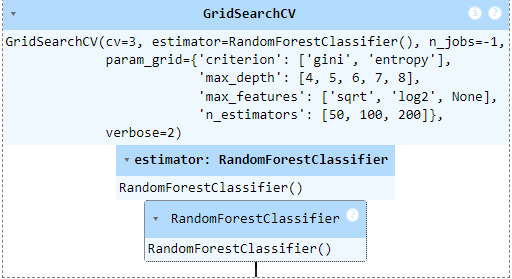 GridSearchCV
i ?
GridSearchCV(cv=3, estimator=RandomForestClassifier(), n_jobs=-1,
param_grid={'criterion': ['gini', 'entropy'],
'max_depth': [4, 5, 6, 7, 8],
'max_features': ['sqrt', 'log2', None],
'n_estimators': [50, 100, 200]},
verbose=2)
estimator: RandomForestClassifier
RandomForestClassifier()
RandomForestClassifier ?
RandomForestClassifier()